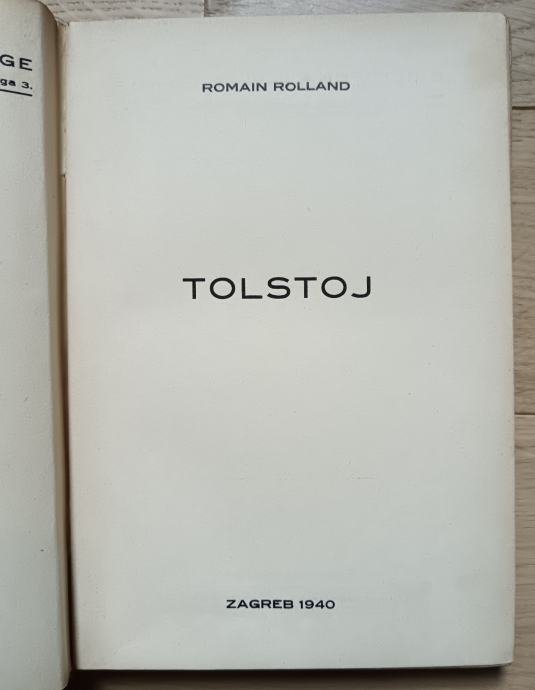 GE
ga 3.
ROMAIN ROLLAND
TOLSTOJ
ZAGREB 1940